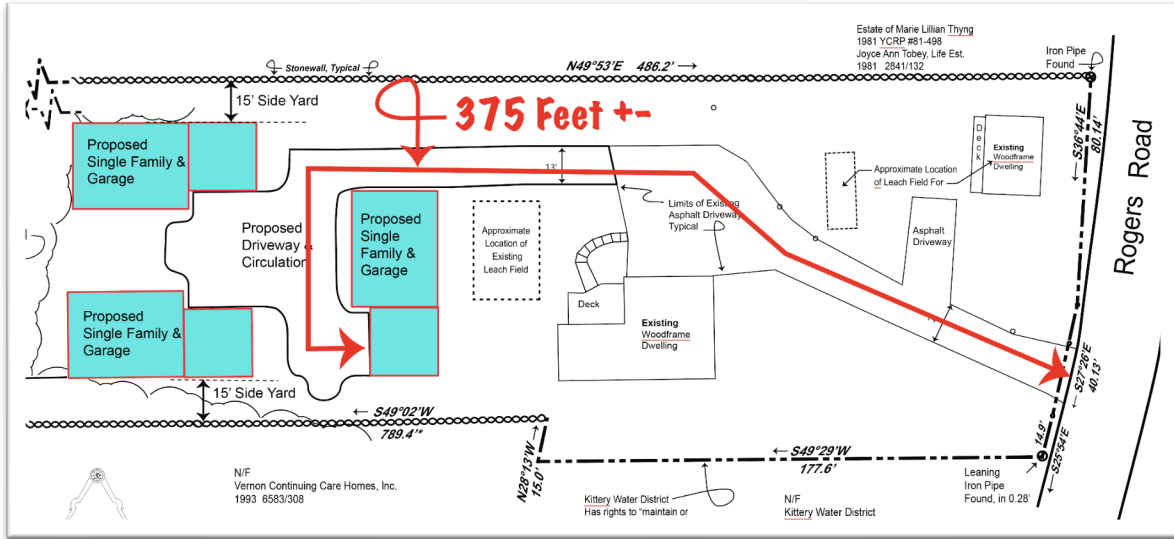 Estate of Marie Lillian Thyng
1981 YCRP #81-498
Joyce Ann Tobey, Life Est.
1981  2841/132
Iron Pipe
Found
Stonewall, Typical
N49°53'E  486.2' →
15' Side Yard
375 Feet +-
Proposed
Single Family &
Garage
13'
Deck
Existing
Woodframe
Dwelling
S36°44'E
80.14'
Rogers Road
Approximate Location
of Leach Field For
Limits of Existing
Asphalt Driveway
Typical
Asphalt
Driveway
Proposed
Driveway &
Circulation
Proposed
Single
Family &
Garage
Approximate
Location of
Existing
Leach Field
Deck
Existing
Woodframe
Dwelling
Proposed
Single Family &
Garage
S27°26'E
40.13'
15' Side Yard
← S49°02'W
789.4'*
N28°13'W
15.0'
← S49°29'W
177.6'
14.9'
S25°54'E
Leaning
Iron Pipe
Found, in 0.28'
N/F
Vernon Continuing Care Homes, Inc.
1993  6583/308
Kittery Water District
Has rights to "maintain or
N/F
Kittery Water District